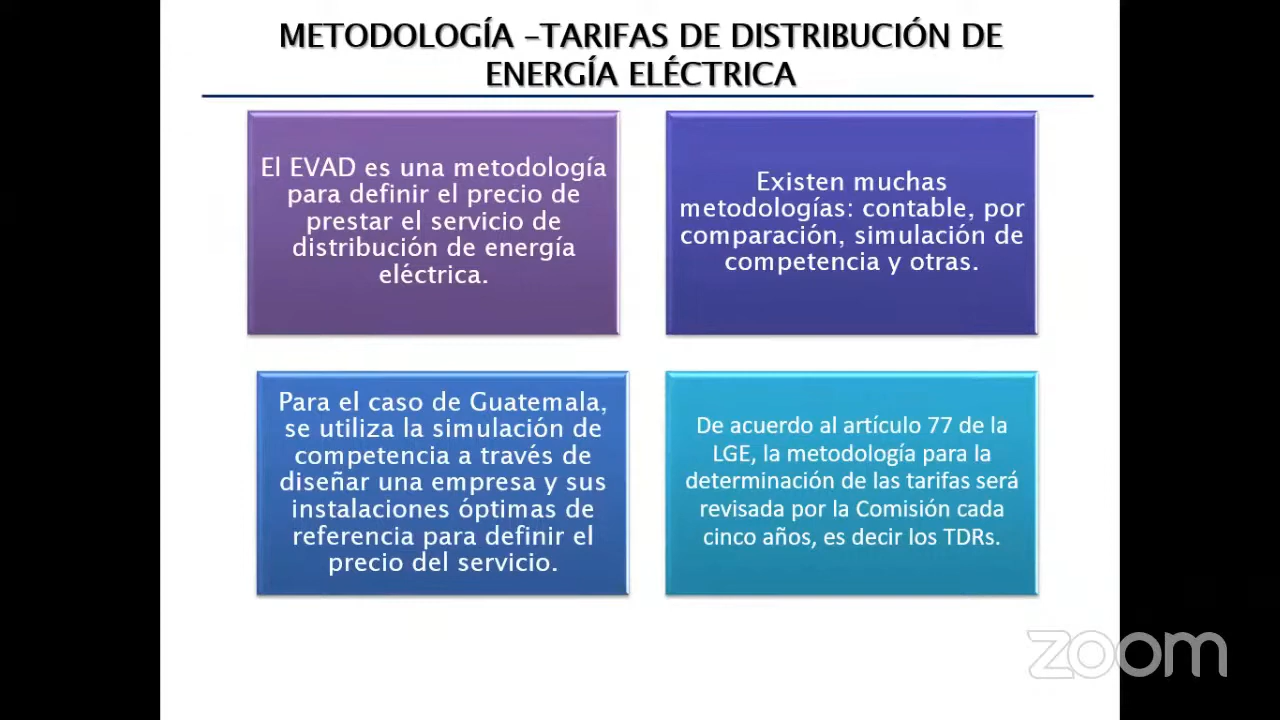 METODOLOGÍA –TARIFAS DE DISTRIBUCIÓN DE
ENERGÍA ELÉCTRICA
El EVAD es una metodología
para definir el precio de
prestar el servicio de
distribución de energía
eléctrica.
Existen muchas
metodologías: contable, por
comparación, simulación de
competencia y otras.
Para el caso de Guatemala,
se utiliza la simulación de
competencia a través de
diseñar una empresa y sus
instalaciones óptimas de
referencia para definir el
precio del servicio.
De acuerdo al artículo 77 de la
LGE, la metodología para la
determinación de las tarifas será
revisada por la Comisión cada
cinco años, es decir los TDRs.
zoom